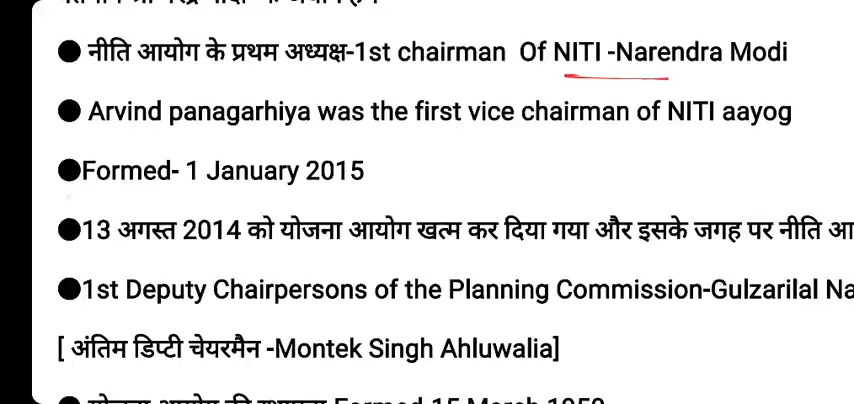 ● नीति आयोग के प्रथम अध्यक्ष-1st chairman Of NITI -Narendra Modi
● Arvind panagarhiya was the first vice chairman of NITI aayog
●Formed- 1 January 2015
●13 अगस्त 2014 को योजना आयोग खत्म कर दिया गया और इसके जगह पर नीति
●1st Deputy Chairpersons of the Planning Commission-Gulzarilal
[ अंतिम डिप्टी चेयरमैन -Montek Singh Ahluwalia]